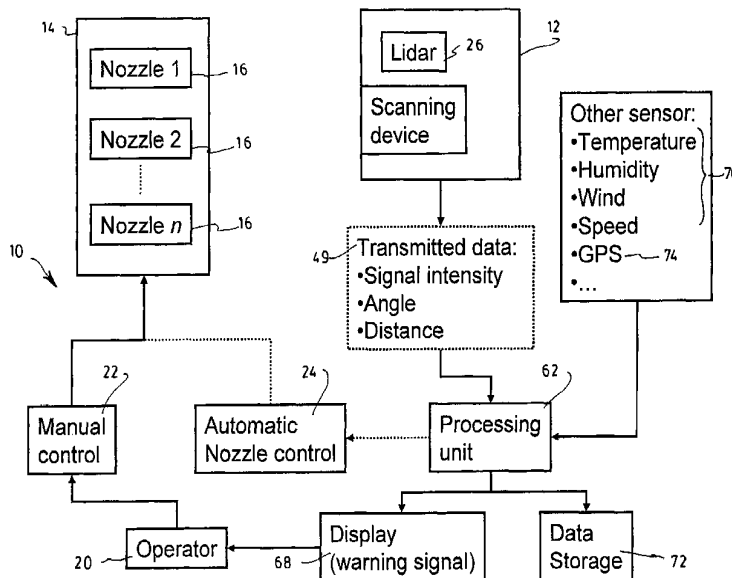 14
Nozzle 1
16
Nozzle 2
16
Nozzle n
16
10
Lidar
26
12
Scanning
device
Other sensor:
•Temperature
•Humidity
•Wind
•Speed
•GPS
74
•...
49
Transmitted data:
•Signal intensity
•Angle
•Distance
22
Manual
control
24
Automatic
Nozzle control
62
Processing
unit
20
Operator
Display
(warning signal)
68
Data
Storage
72